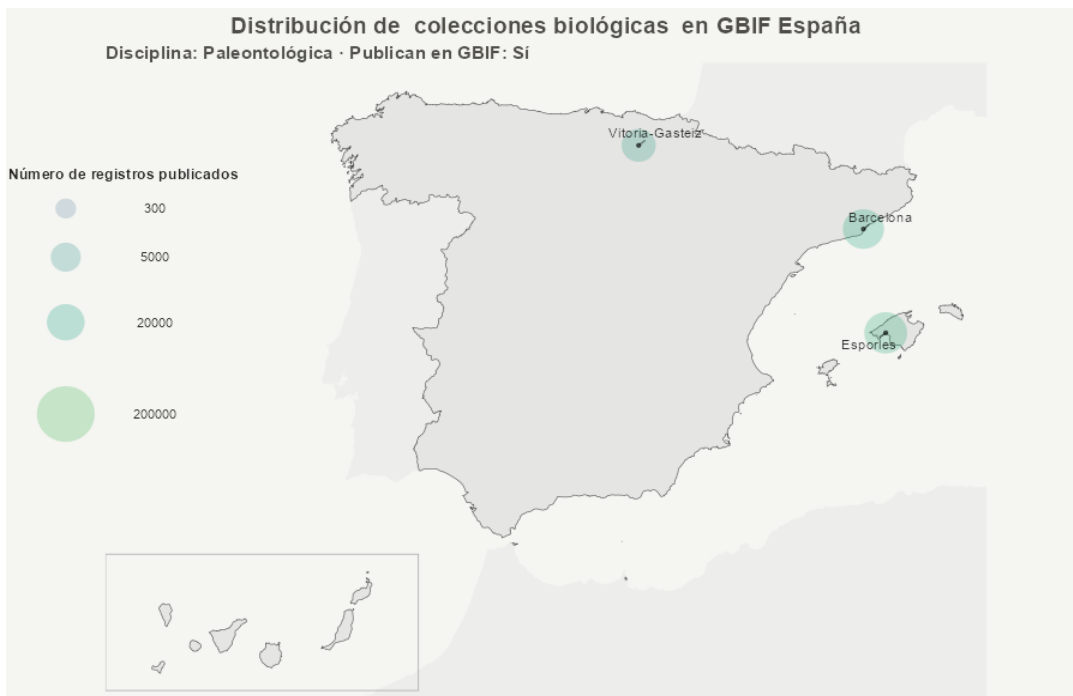 Distribución de colecciones biológicas en GBIF España
Disciplina: Paleontológica · Publican en GBIF: Sí
Vitoria-Gasteiz
Número de registros publicados
300
Barcelona
5000
20000
Esporles
200000